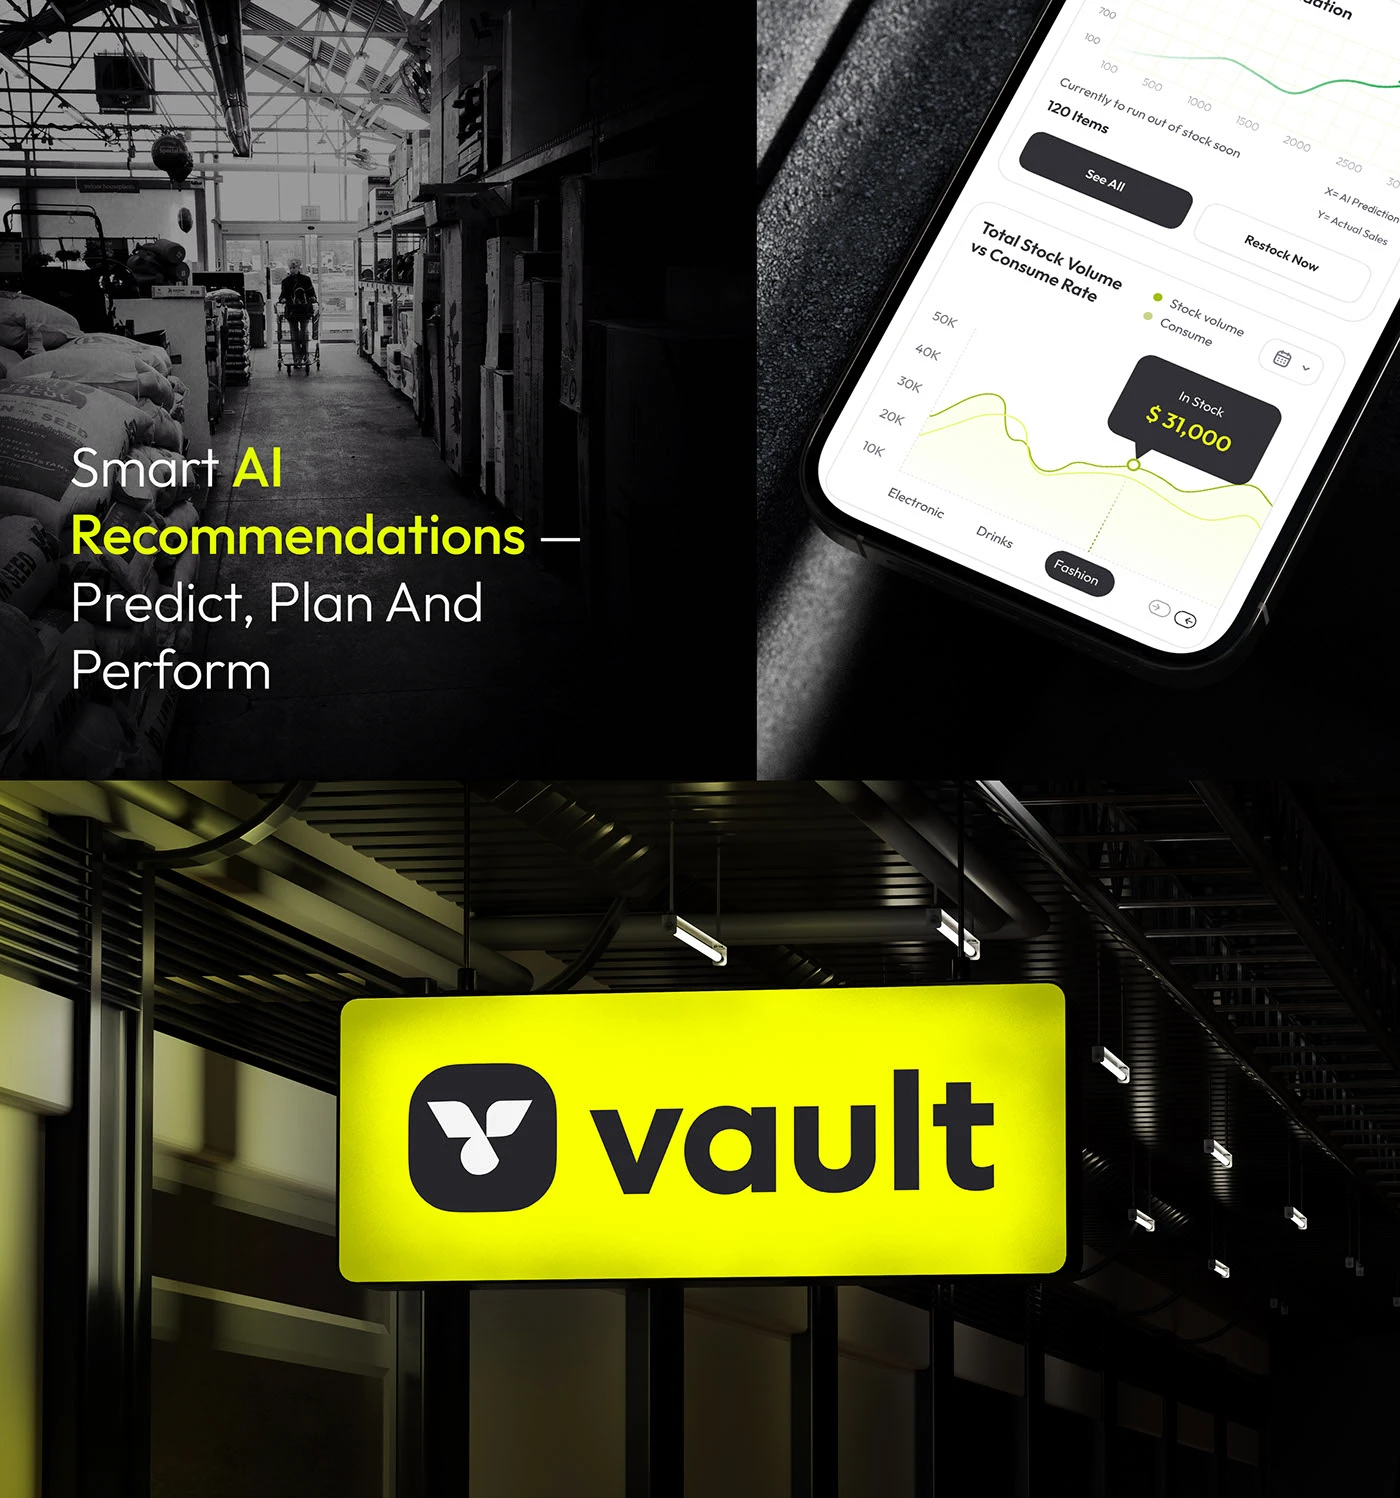 Smart AI
Recommendations —
Predict, Plan And
Perform
700
100
100
500
1000
1500
2000
2500
Currently to run out of stock soon
120 Items
See All
Restock Now
X= AI Prediction
Y= Actual Sales
Total Stock Volume
vs Consume Rate
Stock volume
Consume
50K
40K
30K
20K
10K
In Stock
$ 31,000
Electronic
Drinks
Fashion
vault